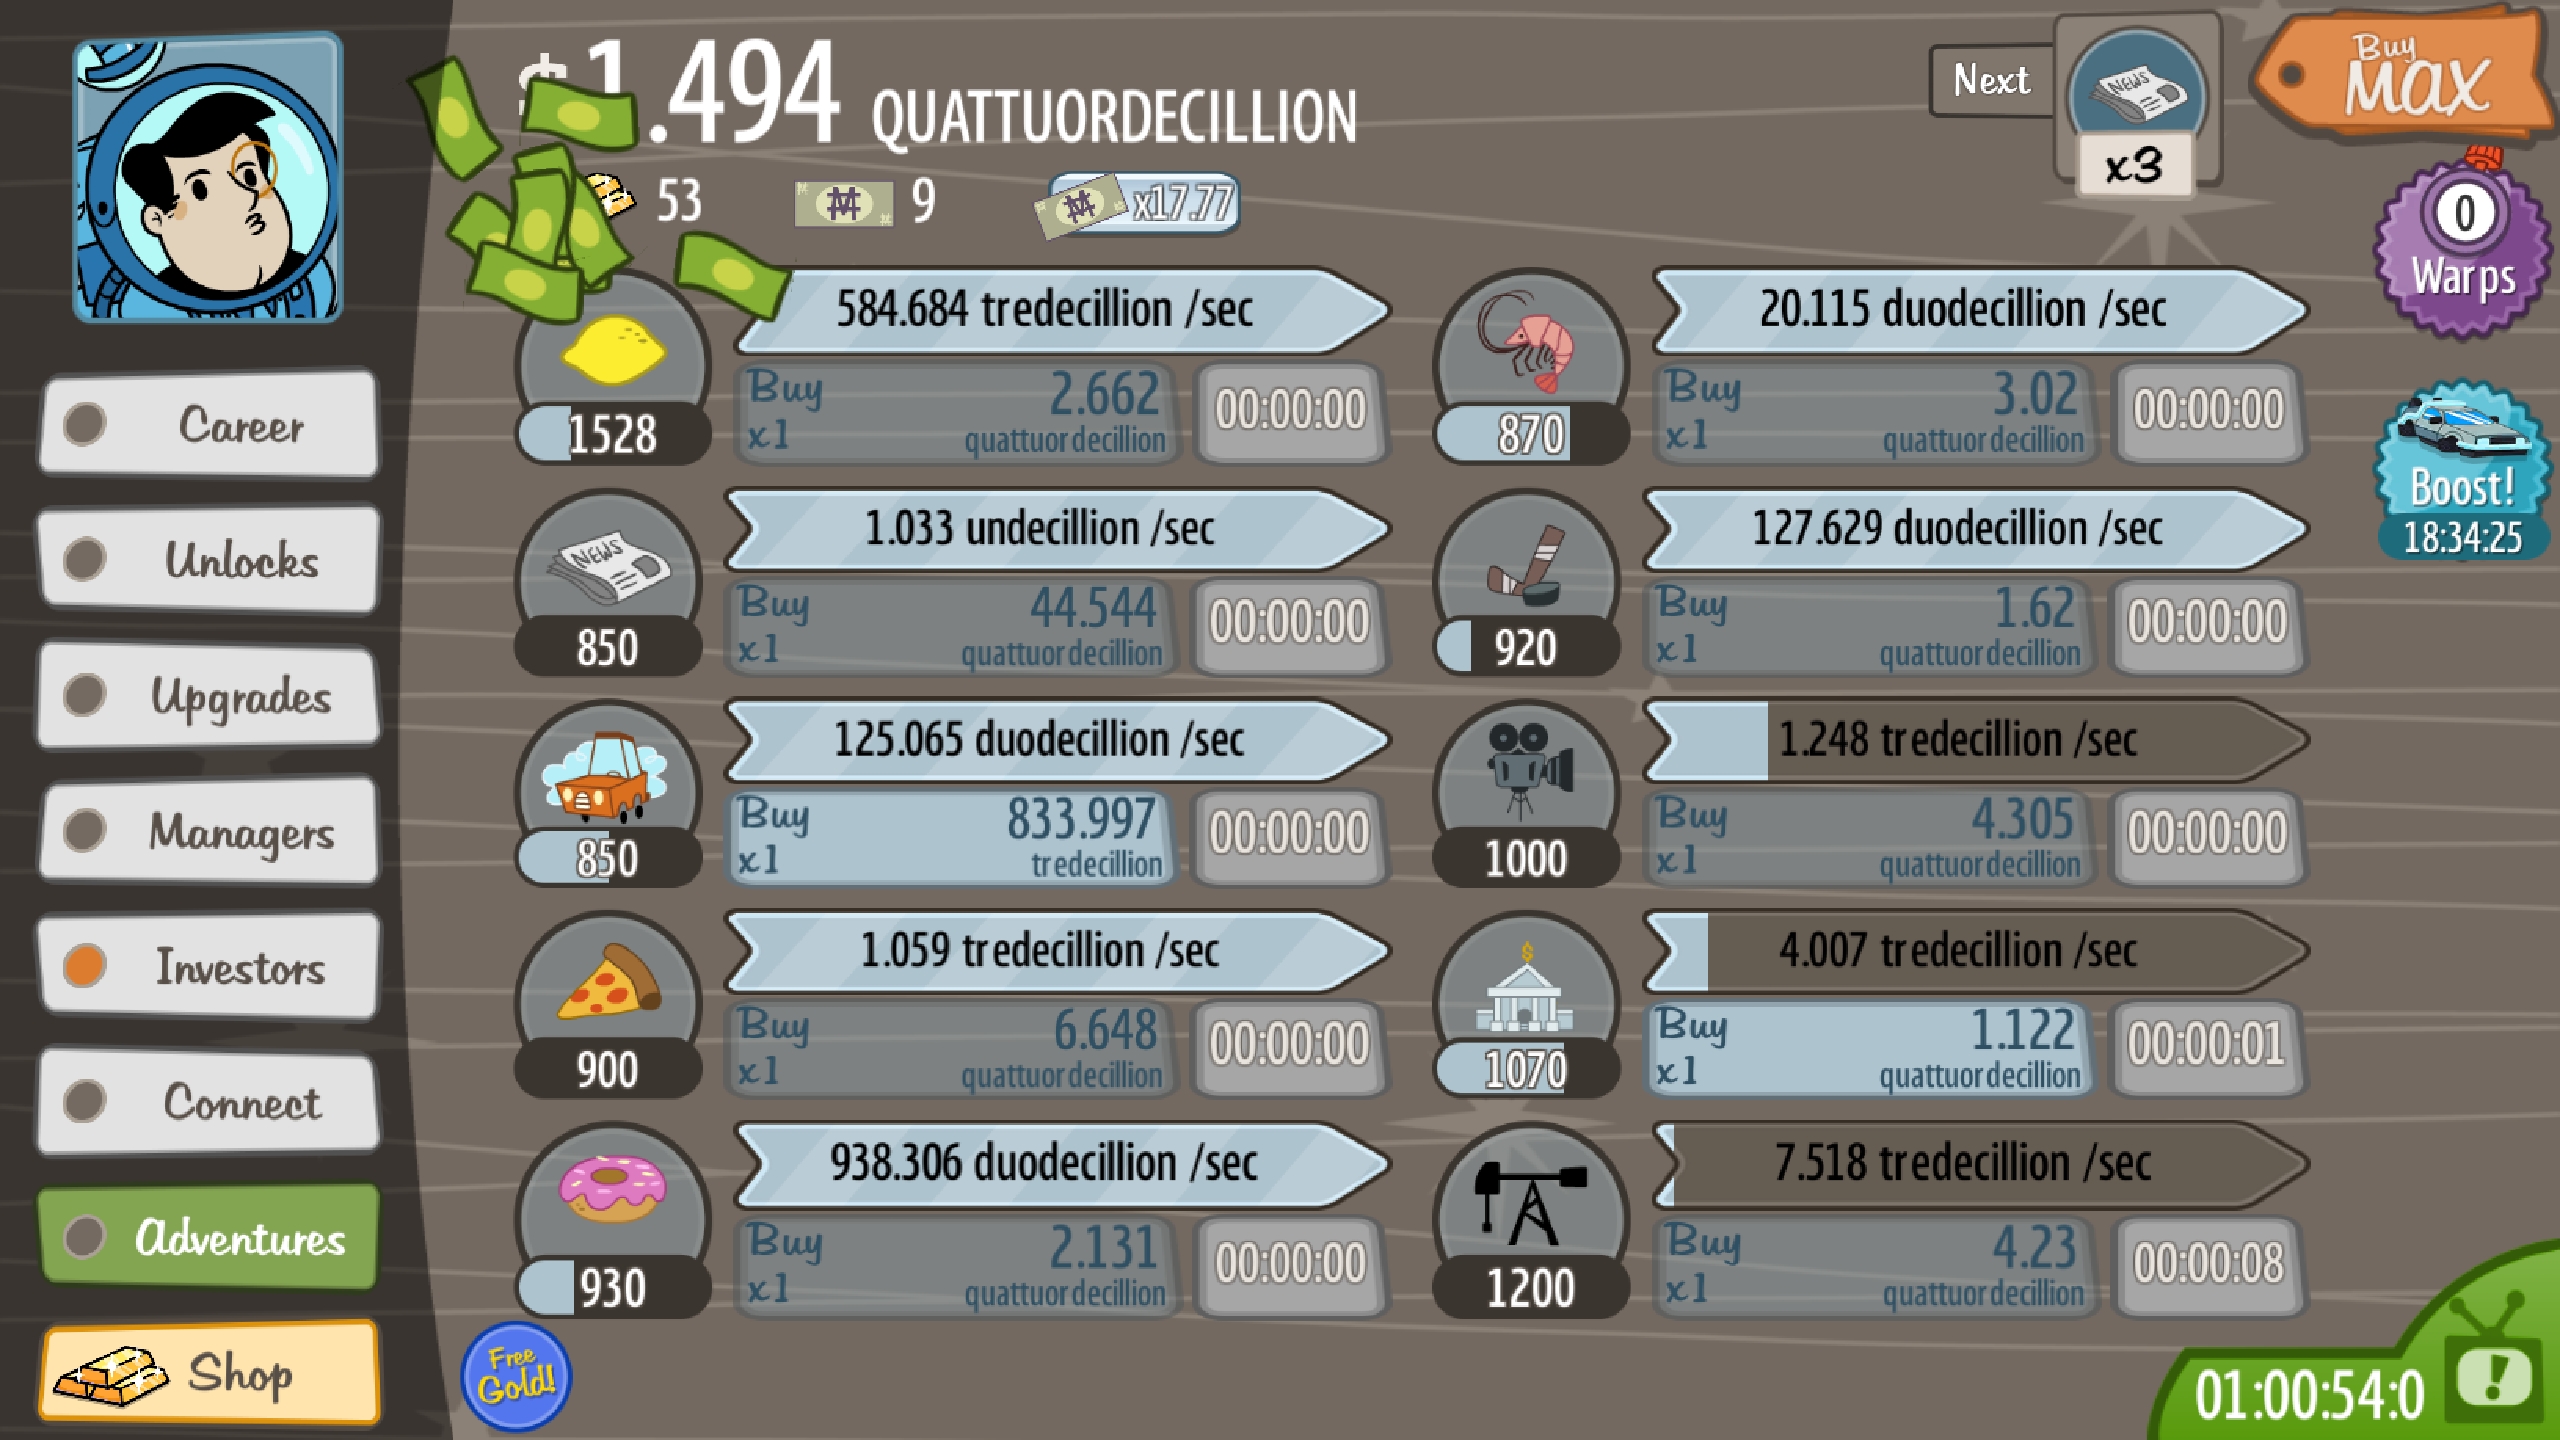 $1.494 QUATTUORDECILLION
53
9
x17.77
Next
NEWS
x3
Buy
MAX
0
Warps
Boost!
18:34:25
Career
Unlocks
Upgrades
Managers
Investors
Connect
Adventures
Shop
584.684 tredecillion /sec
1528
Buy x1
2.662 quattuordecillion
00:00:00
20.115 duodecillion /sec
870
Buy x1
3.02 quattuordecillion
00:00:00
NEWS
1.033 undecillion /sec
850
Buy x1
44.544 quattuordecillion
00:00:00
127.629 duodecillion /sec
920
Buy x1
1.62 quattuordecillion
00:00:00
125.065 duodecillion /sec
850
Buy x1
833.997 tredecillion
00:00:00
1.248 tredecillion /sec
1000
Buy x1
4.305 quattuordecillion
00:00:00
1.059 tredecillion /sec
900
Buy x1
6.648 quattuordecillion
00:00:00
$
4.007 tredecillion /sec
1070
Buy x1
1.122 quattuordecillion
00:00:01
938.306 duodecillion /sec
930
Buy x1
2.131 quattuordecillion
00:00:00
7.518 tredecillion /sec
1200
Buy x1
4.23 quattuordecillion
00:00:08
Free
Gold!
01:00:54:0
!